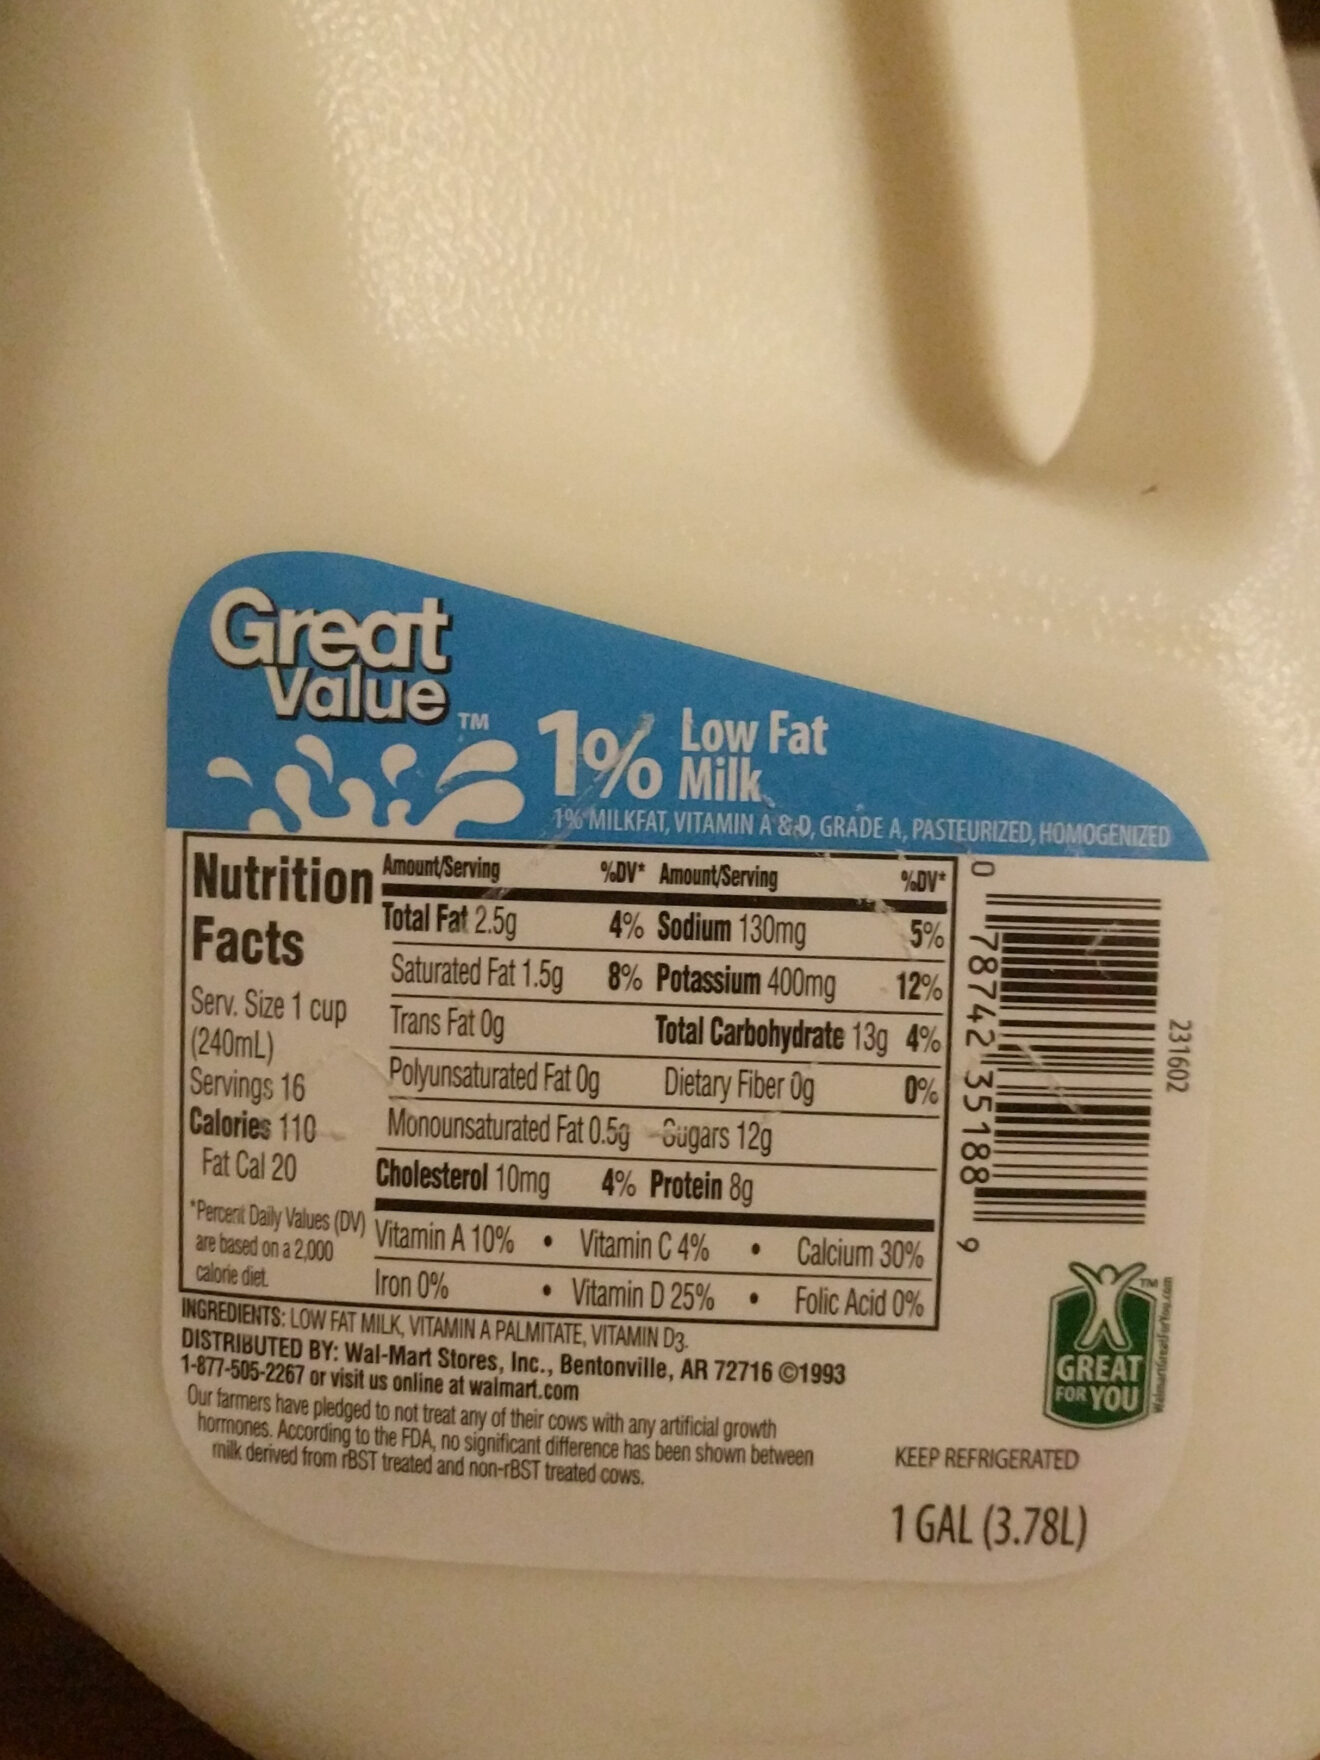 Great
Value™
1% Low Fat
Milk
1% MILKFAT, VITAMIN A & D, GRADE A, PASTEURIZED, HOMOGENIZED
Nutrition
Facts
Serv. Size 1 cup
(240mL)
Servings 16
Calories 110
Fat Cal 20
*Percent Daily Values (DV)
are based on a 2,000
calorie diet.
Amount/Serving %DV* Amount/Serving %DV*
Total Fat 2.5g 4% Sodium 130mg 5%
Saturated Fat 1.5g 8% Potassium 400mg 12%
Trans Fat 0g Total Carbohydrate 13g 4%
Polyunsaturated Fat 0g Dietary Fiber 0g 0%
Monounsaturated Fat 0.5g Sugars 12g
Cholesterol 10mg 4% Protein 8g
Vitamin A 10% • Vitamin C 4% • Calcium 30%
Iron 0% • Vitamin D 25% • Folic Acid 0%
INGREDIENTS: LOW FAT MILK, VITAMIN A PALMITATE, VITAMIN D3.
DISTRIBUTED BY: Wal-Mart Stores, Inc., Bentonville, AR 72716 ©1993
1-877-505-2267 or visit us online at walmart.com
Our farmers have pledged to not treat any of their cows with any artificial growth
hormones. According to the FDA, no significant difference has been shown between
milk derived from rBST treated and non-rBST treated cows.
0 78742 35188 9
231602
TM
GREAT
FOR YOU
WalmartGreatForYou.com
KEEP REFRIGERATED
1 GAL (3.78L)